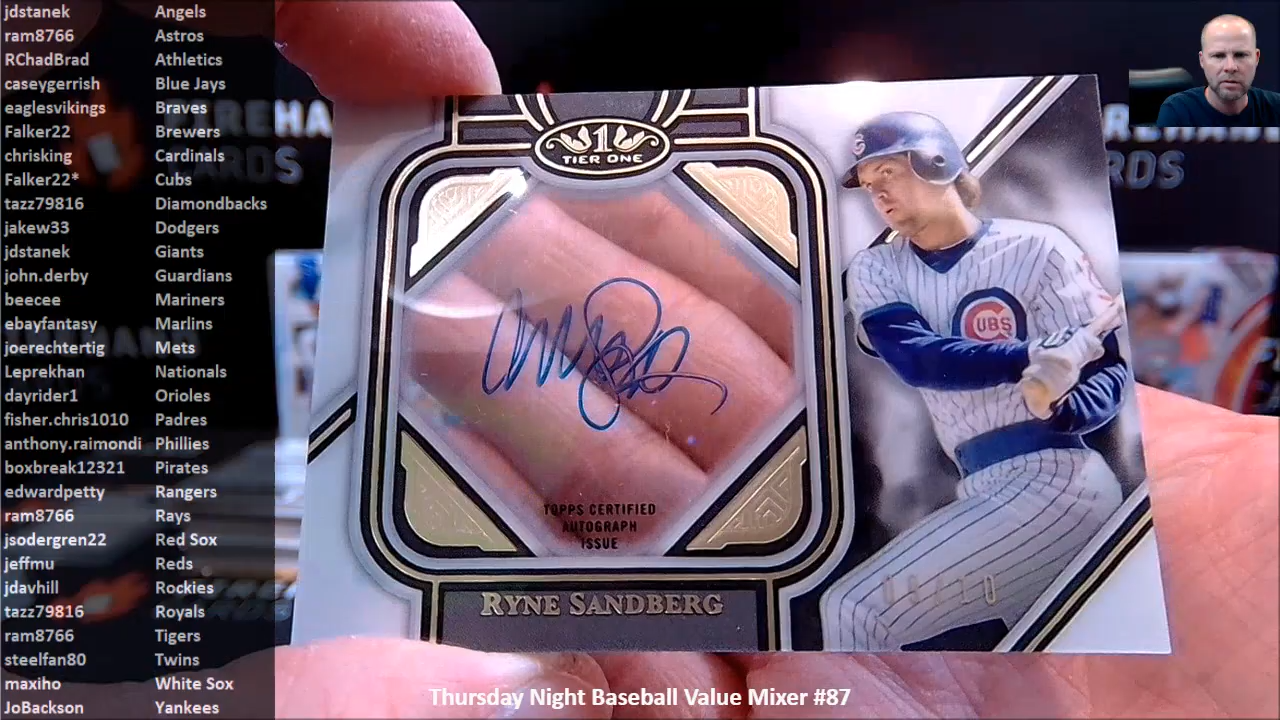 jdstanek Angels
ram8766 Astros
RChadBrad Athletics
caseygerrish Blue Jays
eaglesvikings Braves
Falker22 Brewers
chrisking Cardinals
Falker22* Cubs
tazz79816 Diamondbacks
jakew33 Dodgers
jdstanek Giants
john.derby Guardians
beecee Mariners
ebayfantasy Marlins
joerechtertig Mets
Leprekhan Nationals
dayrider1 Orioles
fisher.chris1010 Padres
anthony.raimondi Phillies
boxbreak12321 Pirates
edwardpetty Rangers
ram8766 Rays
jsodergren22 Red Sox
jeffmu Reds
jdavhill Rockies
tazz79816 Royals
ram8766 Tigers
steelfan80 Twins
maxiho White Sox
JoBackson Yankees
1
TIER ONE
CUBS
TOPPS CERTIFIED
AUTOGRAPH
ISSUE
RYNE SANDBERG
Thursday Night Baseball Value Mixer #87